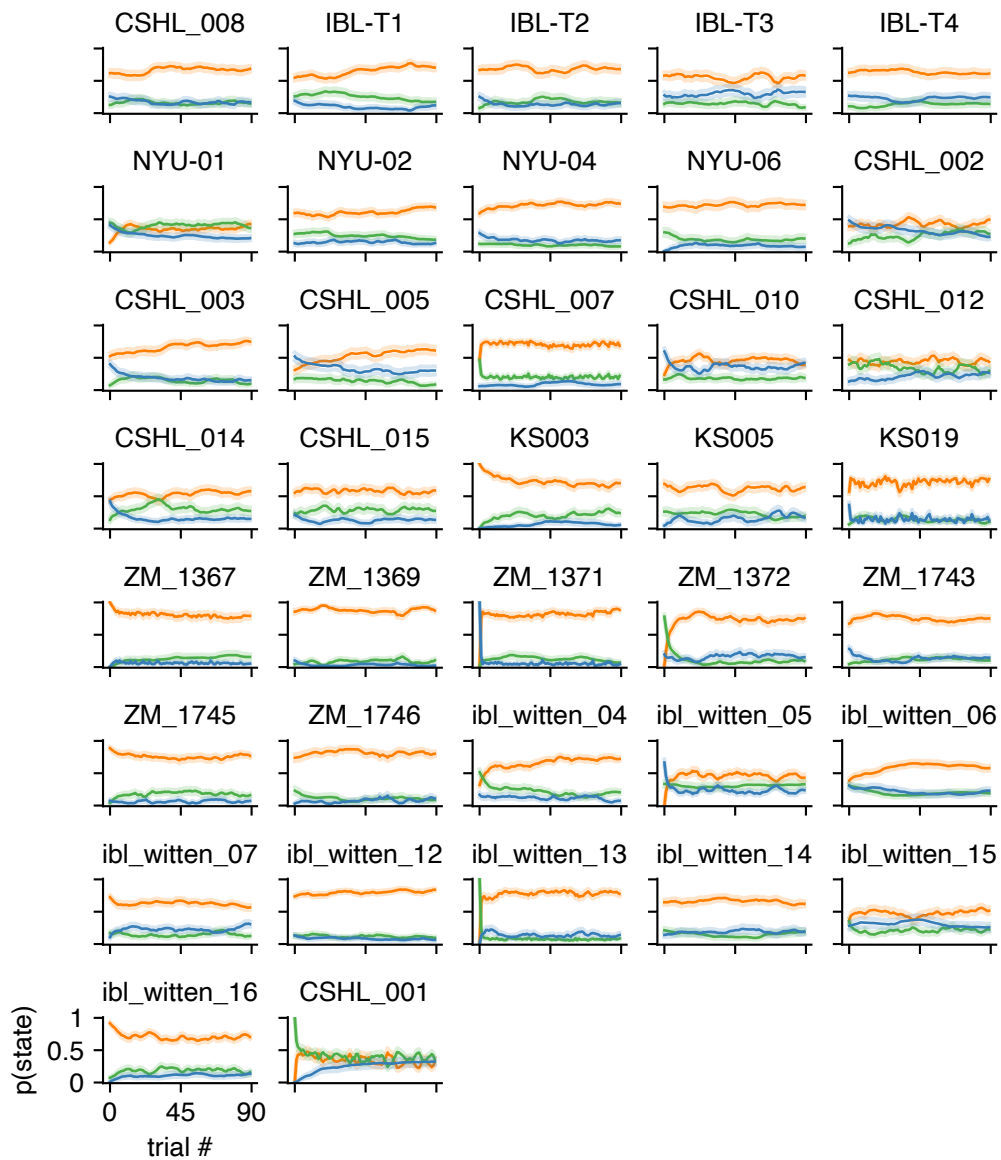 CSHL_008 IBL-T1 IBL-T2 IBL-T3 IBL-T4
NYU-01 NYU-02 NYU-04 NYU-06 CSHL_002
CSHL_003 CSHL_005 CSHL_007 CSHL_010 CSHL_012
CSHL_014 CSHL_015 KS003 KS005 KS019
ZM_1367 ZM_1369 ZM_1371 ZM_1372 ZM_1743
ZM_1745 ZM_1746 ibl_witten_04 ibl_witten_05 ibl_witten_06
ibl_witten_07 ibl_witten_12 ibl_witten_13 ibl_witten_14 ibl_witten_15
ibl_witten_16 CSHL_001
p(state)
1
0.5
0
0 45 90
trial #